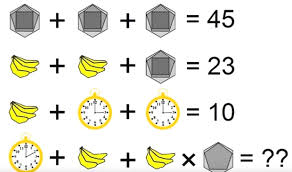 + + = 45
+ + = 23
+ + = 10
+ + × = ??